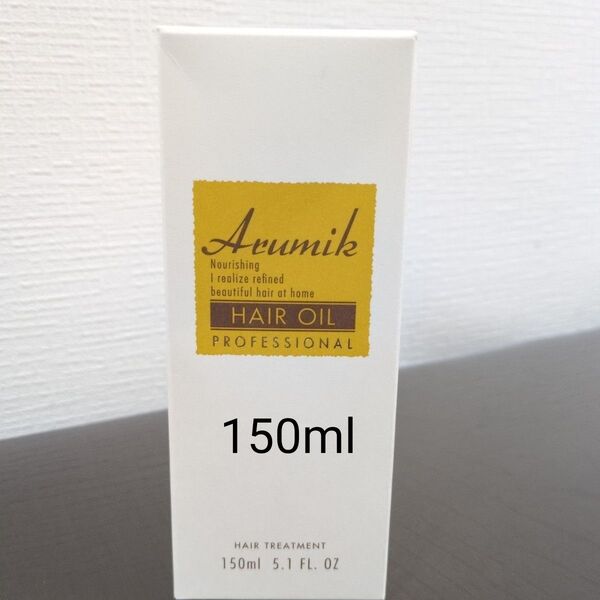 Arumik
Nourishing
I realize refined
beautiful hair at home
HAIR OIL
PROFESSIONAL
150ml
HAIR TREATMENT
150ml 5.1 FL. OZ